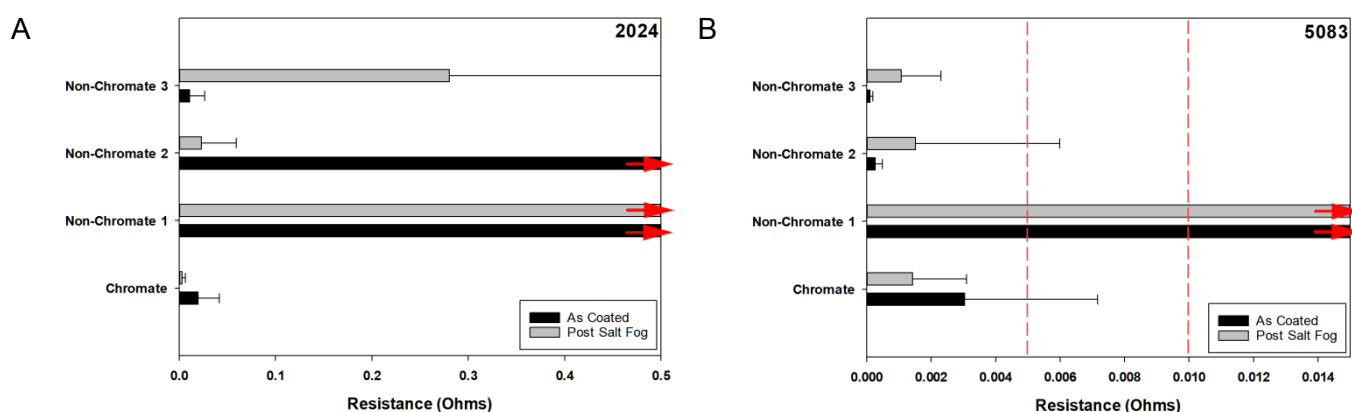 A
2024
Non-Chromate 3
Non-Chromate 2
Non-Chromate 1
Chromate
As Coated
Post Salt Fog
0.0 0.1 0.2 0.3 0.4 0.5
Resistance (Ohms)
B
5083
Non-Chromate 3
Non-Chromate 2
Non-Chromate 1
Chromate
As Coated
Post Salt Fog
0.000 0.002 0.004 0.006 0.008 0.010 0.012 0.014
Resistance (Ohms)